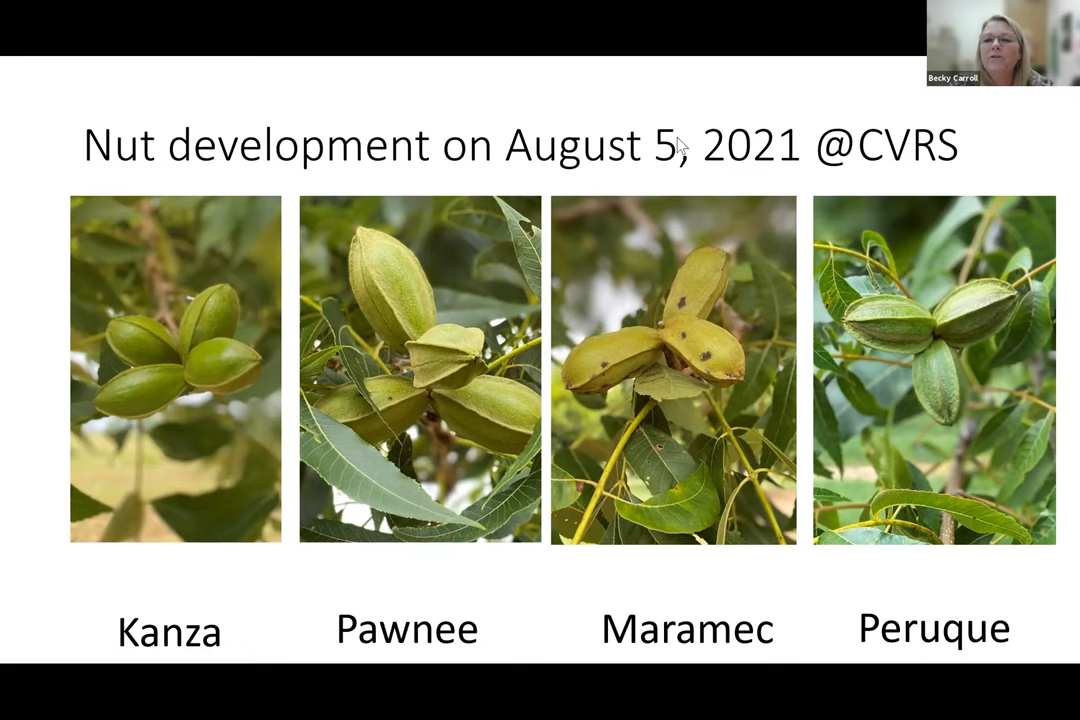 Becky Carroll
Nut development on August 5, 2021 @CVRS
Kanza
Pawnee
Maramec
Peruque